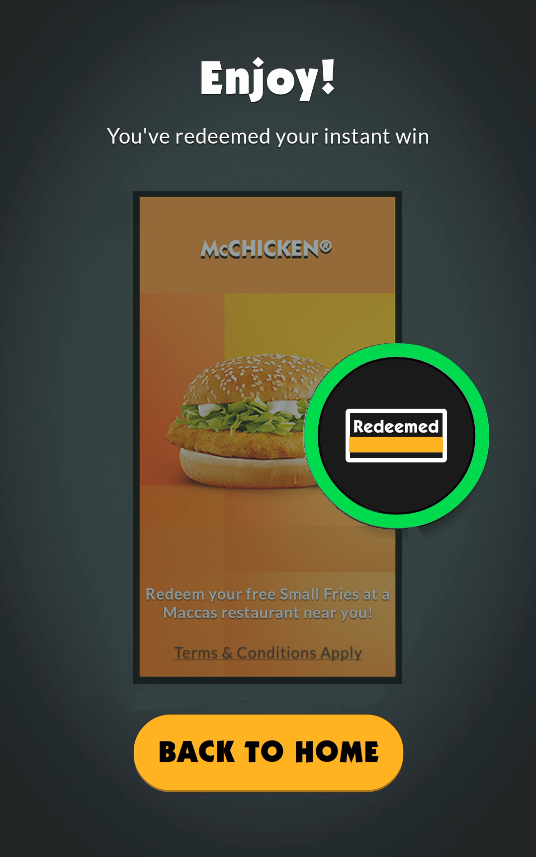 Enjoy!
You've redeemed your instant win
McCHICKEN®
Redeemed
Redeem your free Small Fries at a
Maccas restaurant near you!
Terms & Conditions Apply
BACK TO HOME